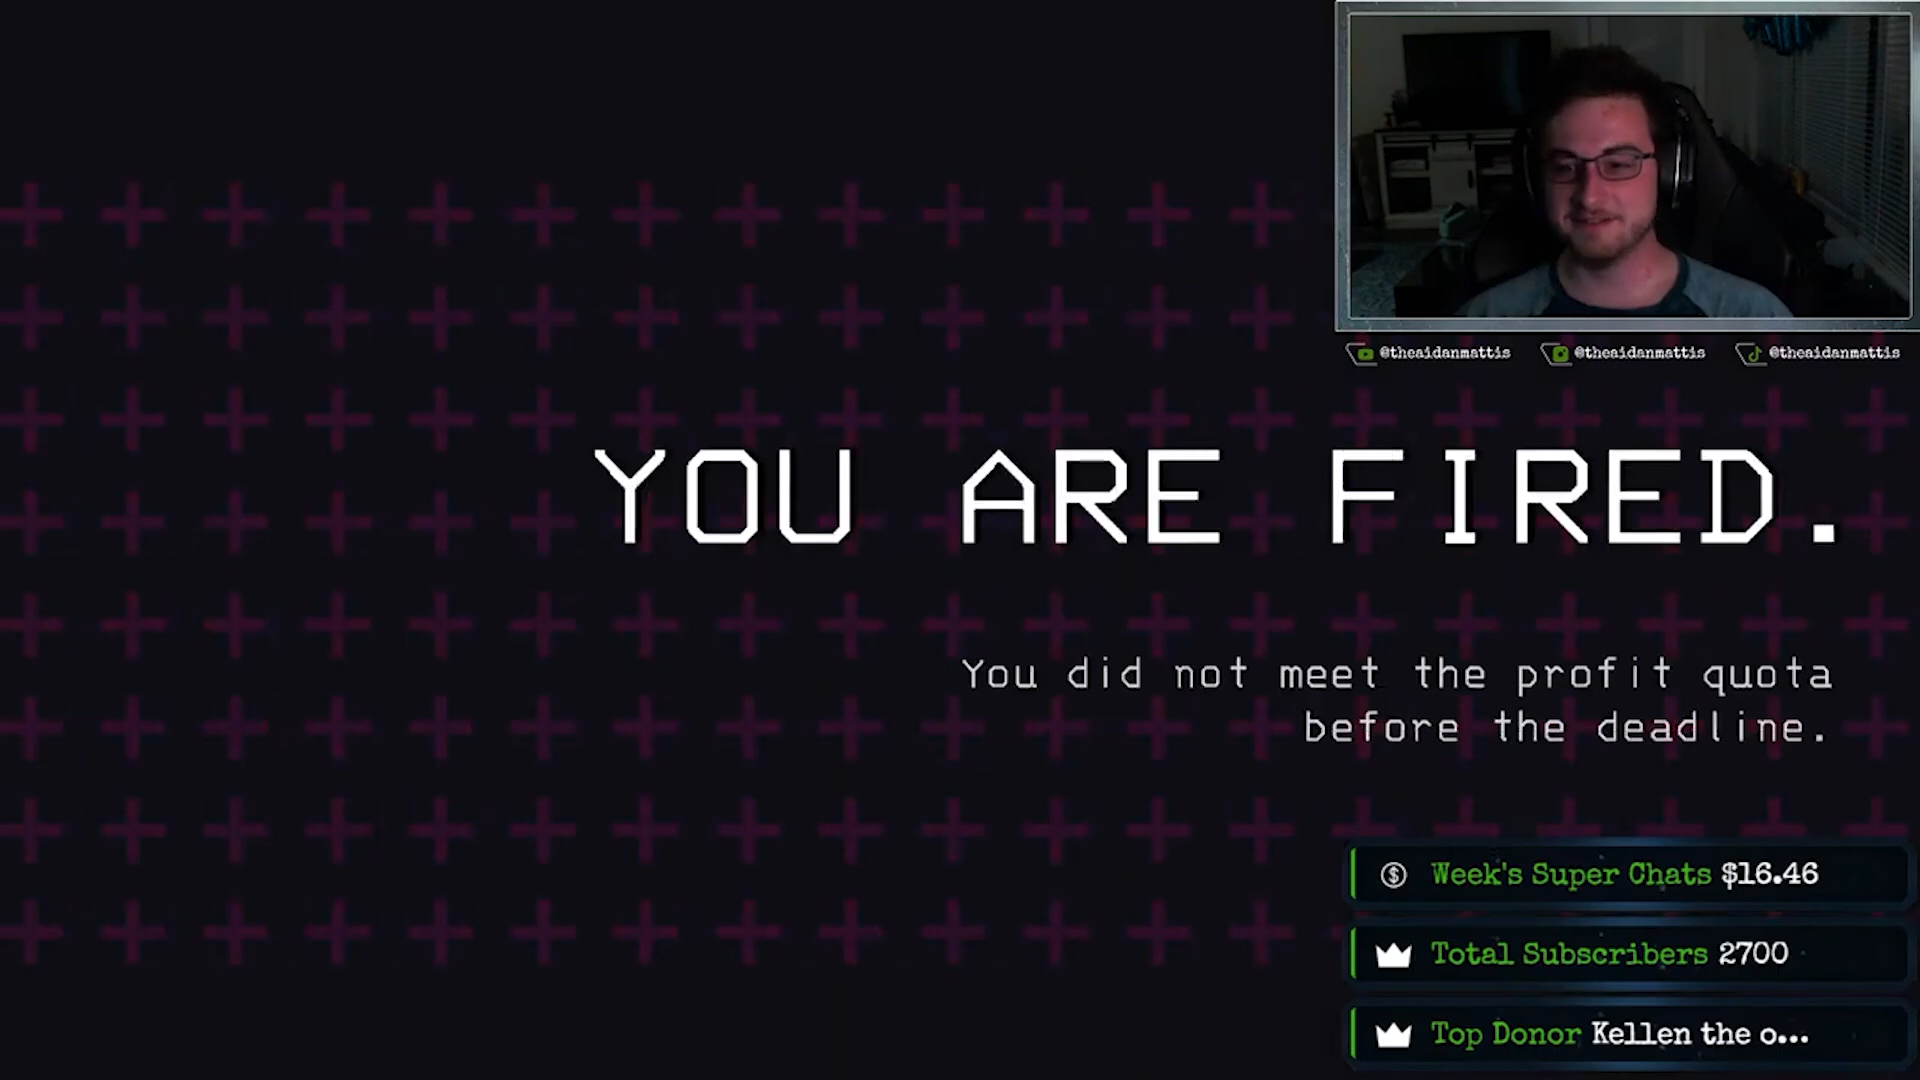 @theaidanmattis @theaidanmattis @theaidanmattis
YOU ARE FIRED.
You did not meet the profit quota
before the deadline.
Week's Super Chats $16.46
Total Subscribers 2700
Top Donor Kellen the o...